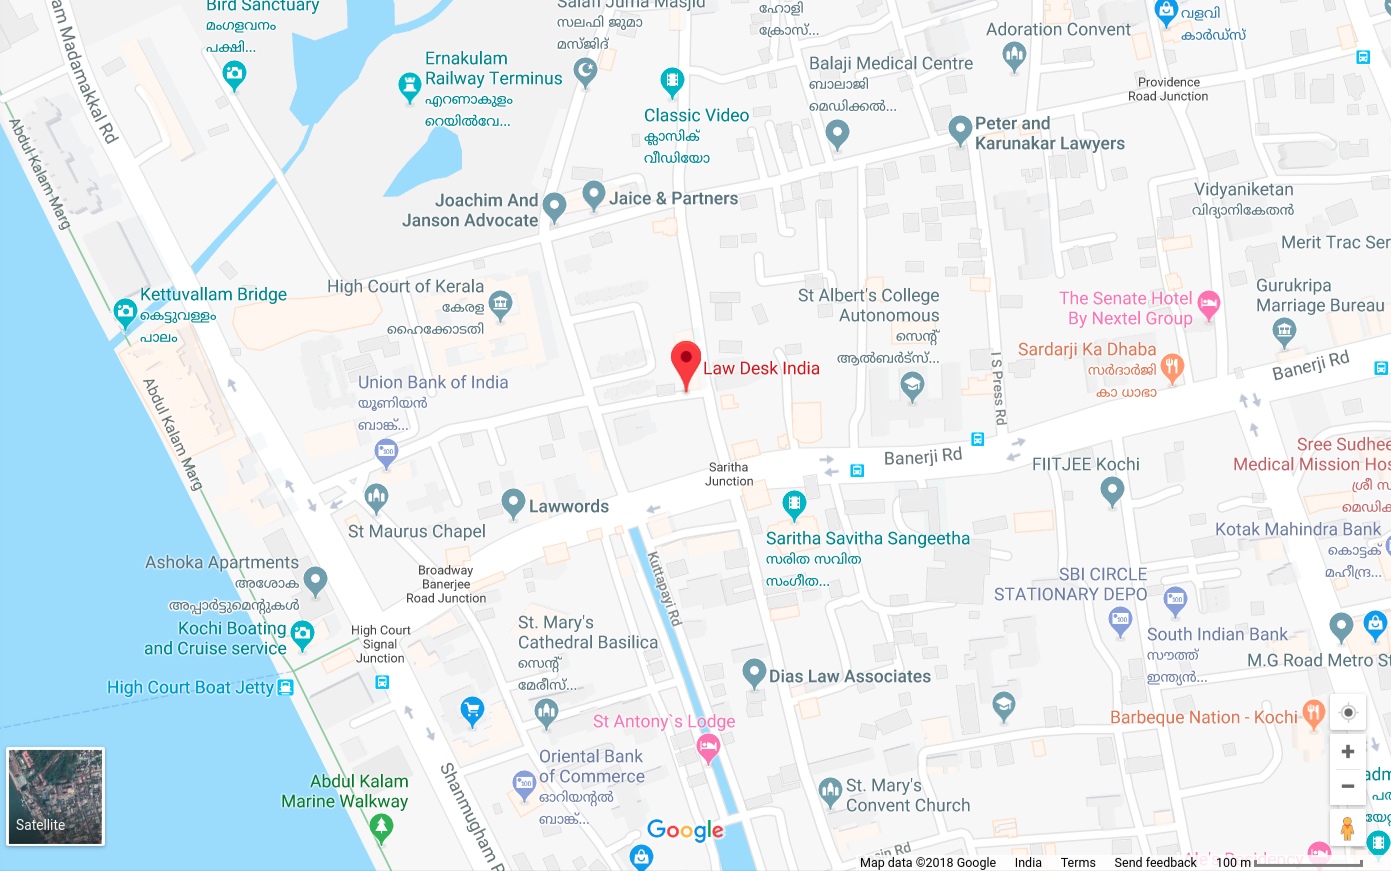 Bird Sanctuary
മംഗളവനം
പക്ഷി...
Salafi Juma Masjid
സലഫി ജുമാ
മസ്ജിദ്
ഹോളി
ക്രോസ്...
Adoration Convent
വളവി
കാർഡ്സ്
Madamakkal Rd
Ernakulam
Railway Terminus
എറണാകുളം
റെയിൽവേ...
Balaji Medical Centre
ബാലാജി
മെഡിക്കൽ...
Providence
Road Junction
Classic Video
ക്ലാസിക്
വീഡിയോ
Peter and
Karunakar Lawyers
Abdul Kalam Marg
Joachim And
Janson Advocate
Jaice & Partners
Vidyaniketan
വിദ്യാനികേതൻ
Merit Trac Ser
Kettuvallam Bridge
കെട്ടുവള്ളം
പാലം
High Court of Kerala
കേരള
ഹൈക്കോടതി
St Albert's College
Autonomous
സെന്റ്
ആൽബർട്സ്...
The Senate Hotel
By Nextel Group
Gurukripa
Marriage Bureau
Sardarji Ka Dhaba
സർദാർജി
കാ ധാഭാ
Banerji Rd
Law Desk India
Union Bank of India
യൂണിയൻ
ബാങ്ക്...
I S Press Rd
Abdul Kalam Marg
Saritha
Junction
Banerji Rd
FIITJEE Kochi
Sree Sudhee
Medical Mission Hos
ശ്രീ സ
മെഡിക
Lawwords
St Maurus Chapel
Saritha Savitha Sangeetha
സരിത സവിത
സംഗീത...
Kotak Mahindra Bank
കൊട്ടക്
മഹീന്ദ്ര...
Ashoka Apartments
അശോക
അപ്പാർട്ടുമെന്റുകൾ
Broadway
Banerjee
Road Junction
Kuttapayi Rd
SBI CIRCLE
STATIONARY DEPO
Kochi Boating
and Cruise service
High Court
Signal
Junction
St. Mary's
Cathedral Basilica
സെന്റ്
മേരീസ്...
South Indian Bank
സൗത്ത്
ഇന്ത്യൻ...
M.G Road Metro St
High Court Boat Jetty
Dias Law Associates
St Antony`s Lodge
Barbeque Nation - Kochi
Oriental Bank
of Commerce
ഓറിയന്റൽ
ബാങ്ക്...
Abdul Kalam
Marine Walkway
Shanmugham R
St. Mary's
Convent Church
Satellite
Google
Map data ©2018 Google India Terms Send feedback 100 m